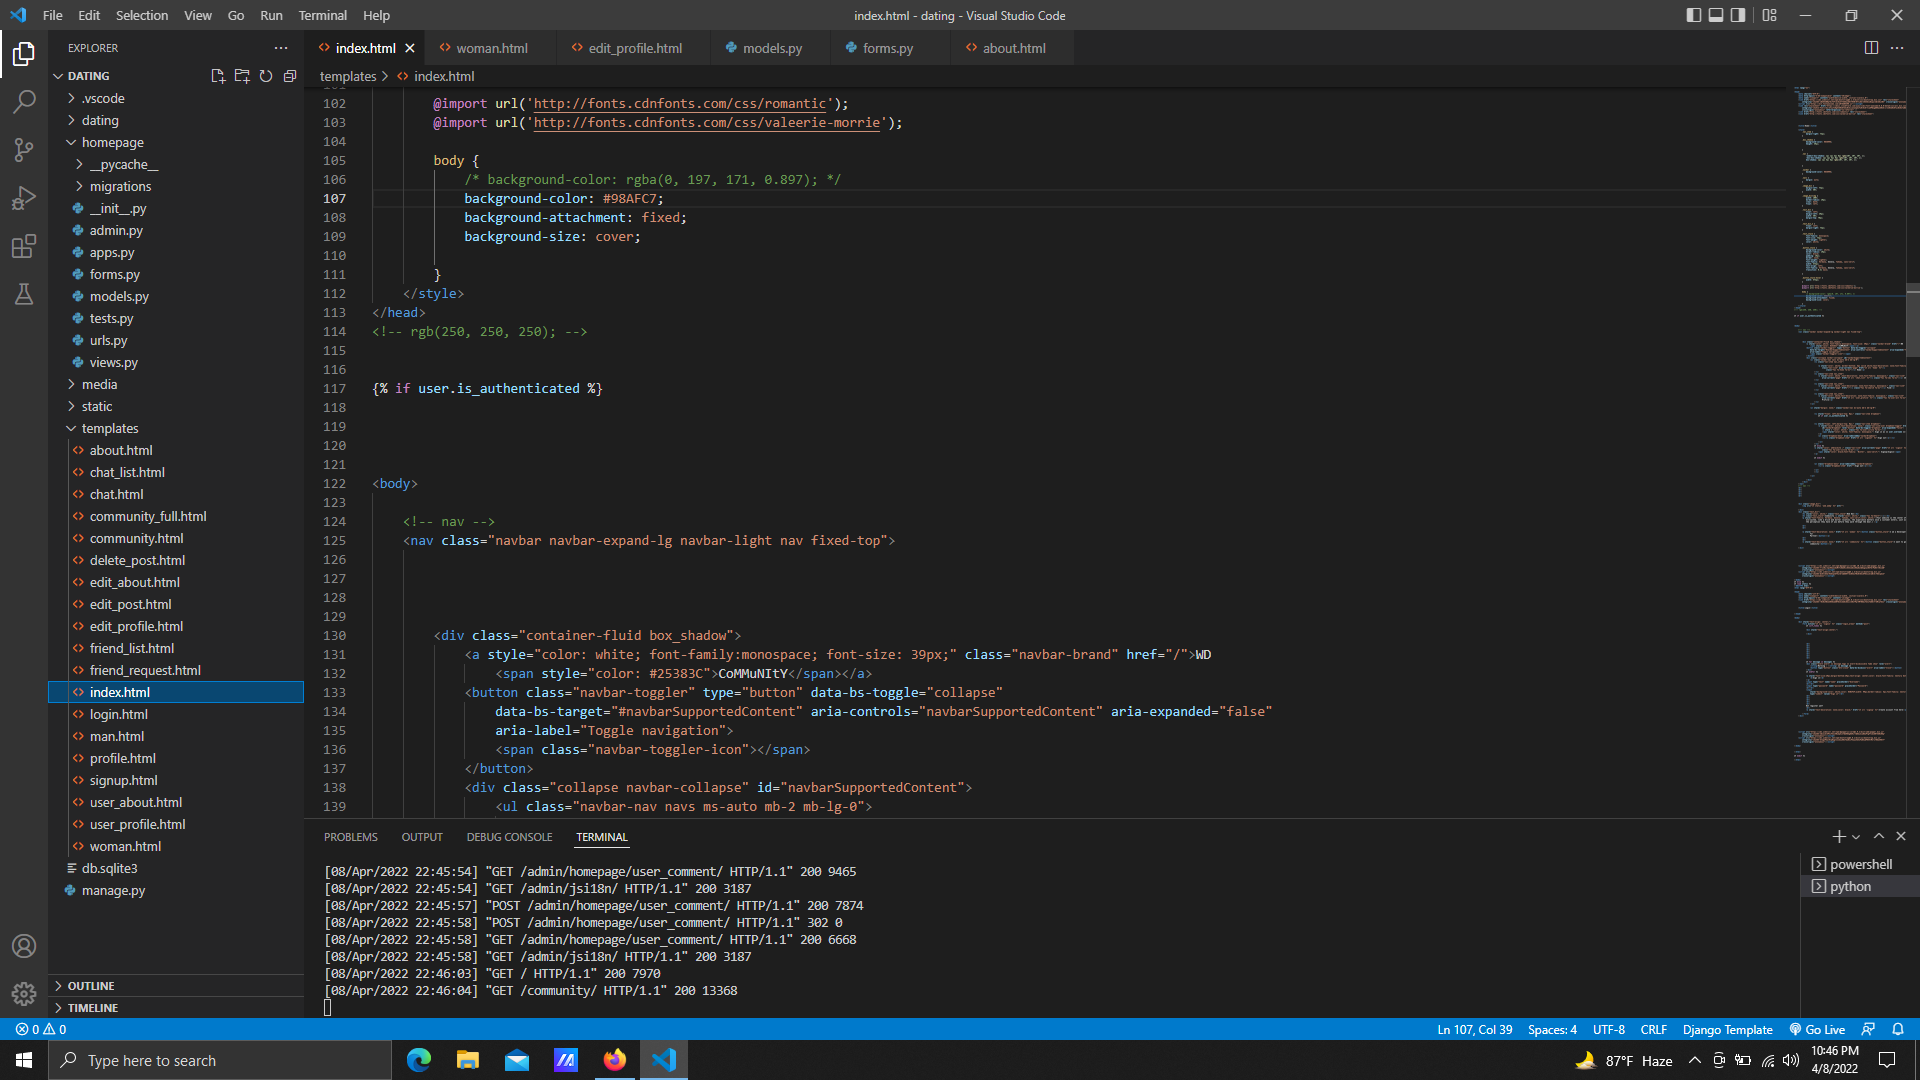 File Edit Selection View Go Run Terminal Help
index.html - dating - Visual Studio Code
EXPLORER
index.html
woman.html
edit_profile.html
models.py
forms.py
about.html
DATING
templates > index.html
.vscode
dating
homepage
__pycache__
migrations
__init__.py
admin.py
apps.py
forms.py
models.py
tests.py
urls.py
views.py
media
static
templates
about.html
chat_list.html
chat.html
community_full.html
community.html
delete_post.html
edit_about.html
edit_post.html
edit_profile.html
friend_list.html
friend_request.html
index.html
login.html
man.html
profile.html
signup.html
user_about.html
user_profile.html
woman.html
db.sqlite3
manage.py
OUTLINE
TIMELINE
102 @import url('http://fonts.cdnfonts.com/css/romantic');
103 @import url('http://fonts.cdnfonts.com/css/valeerie-morrie');
104
105 body {
106 /* background-color: rgba(0, 197, 171, 0.897); */
107 background-color: #98AFC7;
108 background-attachment: fixed;
109 background-size: cover;
110
111 }
112 </style>
113 </head>
114 <!-- rgb(250, 250, 250); -->
115
116
117 {% if user.is_authenticated %}
118
119
120
121
122 <body>
123
124 <!-- nav -->
125 <nav class="navbar navbar-expand-lg navbar-light nav fixed-top">
126
127
128
129
130 <div class="container-fluid box_shadow">
131 <a style="color: white; font-family:monospace; font-size: 39px;" class="navbar-brand" href="/">WD
132 <span style="color: #25383C">CoMMuNItY</span></a>
133 <button class="navbar-toggler" type="button" data-bs-toggle="collapse"
134 data-bs-target="#navbarSupportedContent" aria-controls="navbarSupportedContent" aria-expanded="false"
135 aria-label="Toggle navigation">
136 <span class="navbar-toggler-icon"></span>
137 </button>
138 <div class="collapse navbar-collapse" id="navbarSupportedContent">
139 <ul class="navbar-nav navs ms-auto mb-2 mb-lg-0">
PROBLEMS OUTPUT DEBUG CONSOLE TERMINAL
[08/Apr/2022 22:45:54] "GET /admin/homepage/user_comment/ HTTP/1.1" 200 9465
[08/Apr/2022 22:45:54] "GET /admin/jsi18n/ HTTP/1.1" 200 3187
[08/Apr/2022 22:45:57] "POST /admin/homepage/user_comment/ HTTP/1.1" 200 7874
[08/Apr/2022 22:45:58] "POST /admin/homepage/user_comment/ HTTP/1.1" 302 0
[08/Apr/2022 22:45:58] "GET /admin/homepage/user_comment/ HTTP/1.1" 200 6668
[08/Apr/2022 22:45:58] "GET /admin/jsi18n/ HTTP/1.1" 200 3187
[08/Apr/2022 22:46:03] "GET / HTTP/1.1" 200 7970
[08/Apr/2022 22:46:04] "GET /community/ HTTP/1.1" 200 13368
powershell
python
0 0
Ln 107, Col 39 Spaces: 4 UTF-8 CRLF Django Template Go Live
Type here to search
87°F Haze
10:46 PM
4/8/2022